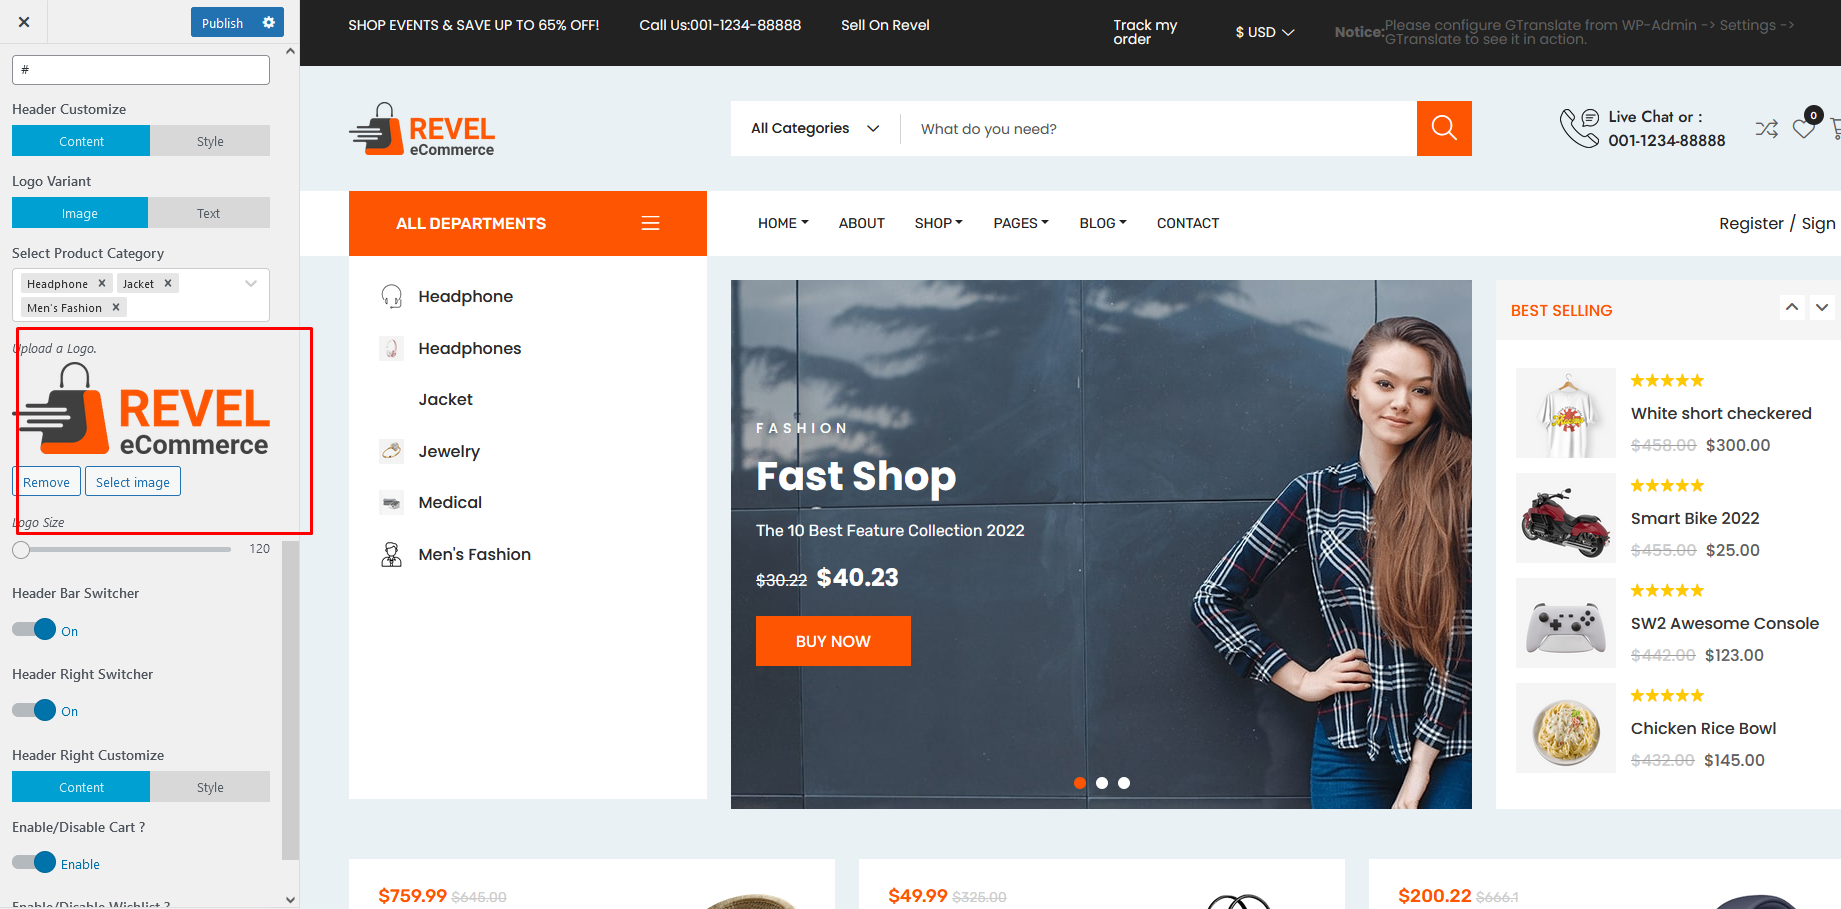 Publish
#
Header Customize
Content
Style
Logo Variant
Image
Text
Select Product Category
Headphone ×
Jacket ×
Men's Fashion ×
Upload a Logo.
REVEL
eCommerce
Remove
Select image
Logo Size
120
Header Bar Switcher
On
Header Right Switcher
On
Header Right Customize
Content
Style
Enable/Disable Cart ?
Enable
Enable/Disable Wishlist ?
SHOP EVENTS & SAVE UP TO 65% OFF!
Call Us:001-1234-88888
Sell On Revel
Track my
order
$ USD
Notice:Please configure GTranslate from WP-Admin -> Settings ->
GTranslate to see it in action.
REVEL
eCommerce
All Categories
What do you need?
Live Chat or :
001-1234-88888
0
ALL DEPARTMENTS
HOME
ABOUT
SHOP
PAGES
BLOG
CONTACT
Register / Sign
Headphone
Headphones
Jacket
Jewelry
Medical
Men's Fashion
FASHION
Fast Shop
The 10 Best Feature Collection 2022
$30.22 $40.23
BUY NOW
BEST SELLING
White short checkered
$458.00 $300.00
Smart Bike 2022
$455.00 $25.00
SW2 Awesome Console
$442.00 $123.00
Chicken Rice Bowl
$432.00 $145.00
$759.99 $645.00
$49.99 $325.00
$200.22 $666.1